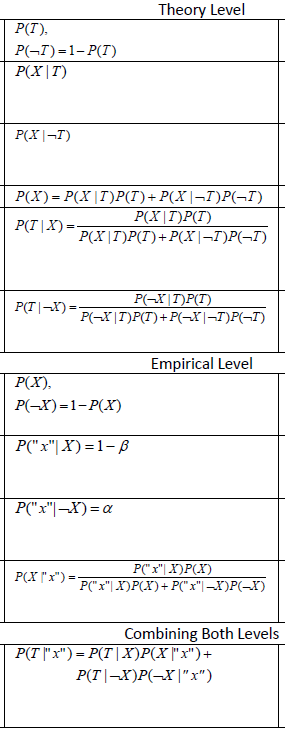 Theory Level
P(T),
P(¬T)=1−P(T)
P(X|T)
P(X|¬T)
P(X)=P(X|T)P(T)+P(X|¬T)P(¬T)
P(T|X)= P(X|T)P(T)
P(X|T)P(T)+P(X|¬T)P(¬T)
P(T|¬X)= P(¬X|T)P(T)
P(¬X|T)P(T)+P(¬X|¬T)P(¬T)
Empirical Level
P(X),
P(¬X)=1−P(X)
P("x"|X)=1−β
P("x"|¬X)=α
P(X|"x")= P("x"|X)P(X)
P("x"|X)P(X)+P("x"|¬X)P(¬X)
Combining Both Levels
P(T|"x")=P(T|X)P(X|"x")+
P(T|¬X)P(¬X|"x")